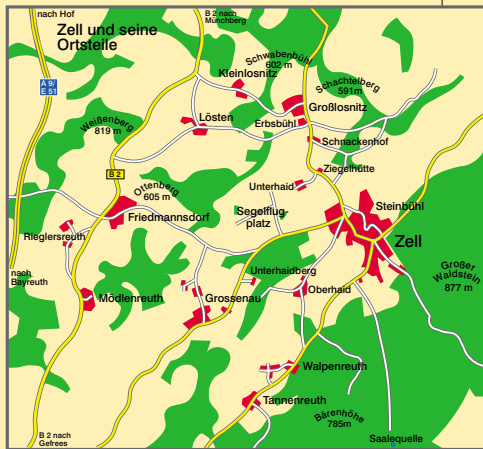 nach Hof
B 2 nach
Münchberg
Zell und seine
Ortsteile
Schwabenbühl
602 m
Kleinlosnitz
A 9/
E 51
Schachtelberg
591m
Großlosnitz
Weißenberg
819 m
Lösten
Erbsbühl
Schnackenhof
B 2
Ziegelhütte
Ottenberg
605 m
Unterhaid
Steinbühl
Friedmannsdorf
Segelflug
platz
Zell
Rieglersreuth
Großer
Waldstein
877 m
nach
Bayreuth
Unterhaidberg
Oberhaid
Mödlenreuth
Grossenau
Walpenreuth
Tannenreuth
Bärenhöhe
785m
B 2 nach
Gefrees
Saalequelle